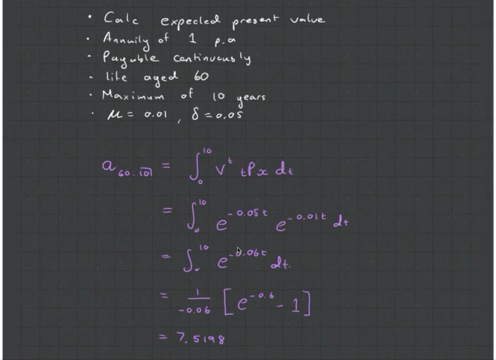 • Calc expected present value
• Annuity of 1 p.a
• Payable continuously
• life aged 60
• Maximum of 10 years
• μ = 0.01 , δ = 0.05
a_{60:\overline{10|}} = ∫₀¹⁰ vᵗ ₜPx dt
= ∫₀¹⁰ e^{-0.05t} e^{-0.01t} dt
= ∫₀¹⁰ e^{-0.06t} dt.
= 1/-0.06 [e^{-0.6} - 1]
= 7.5198